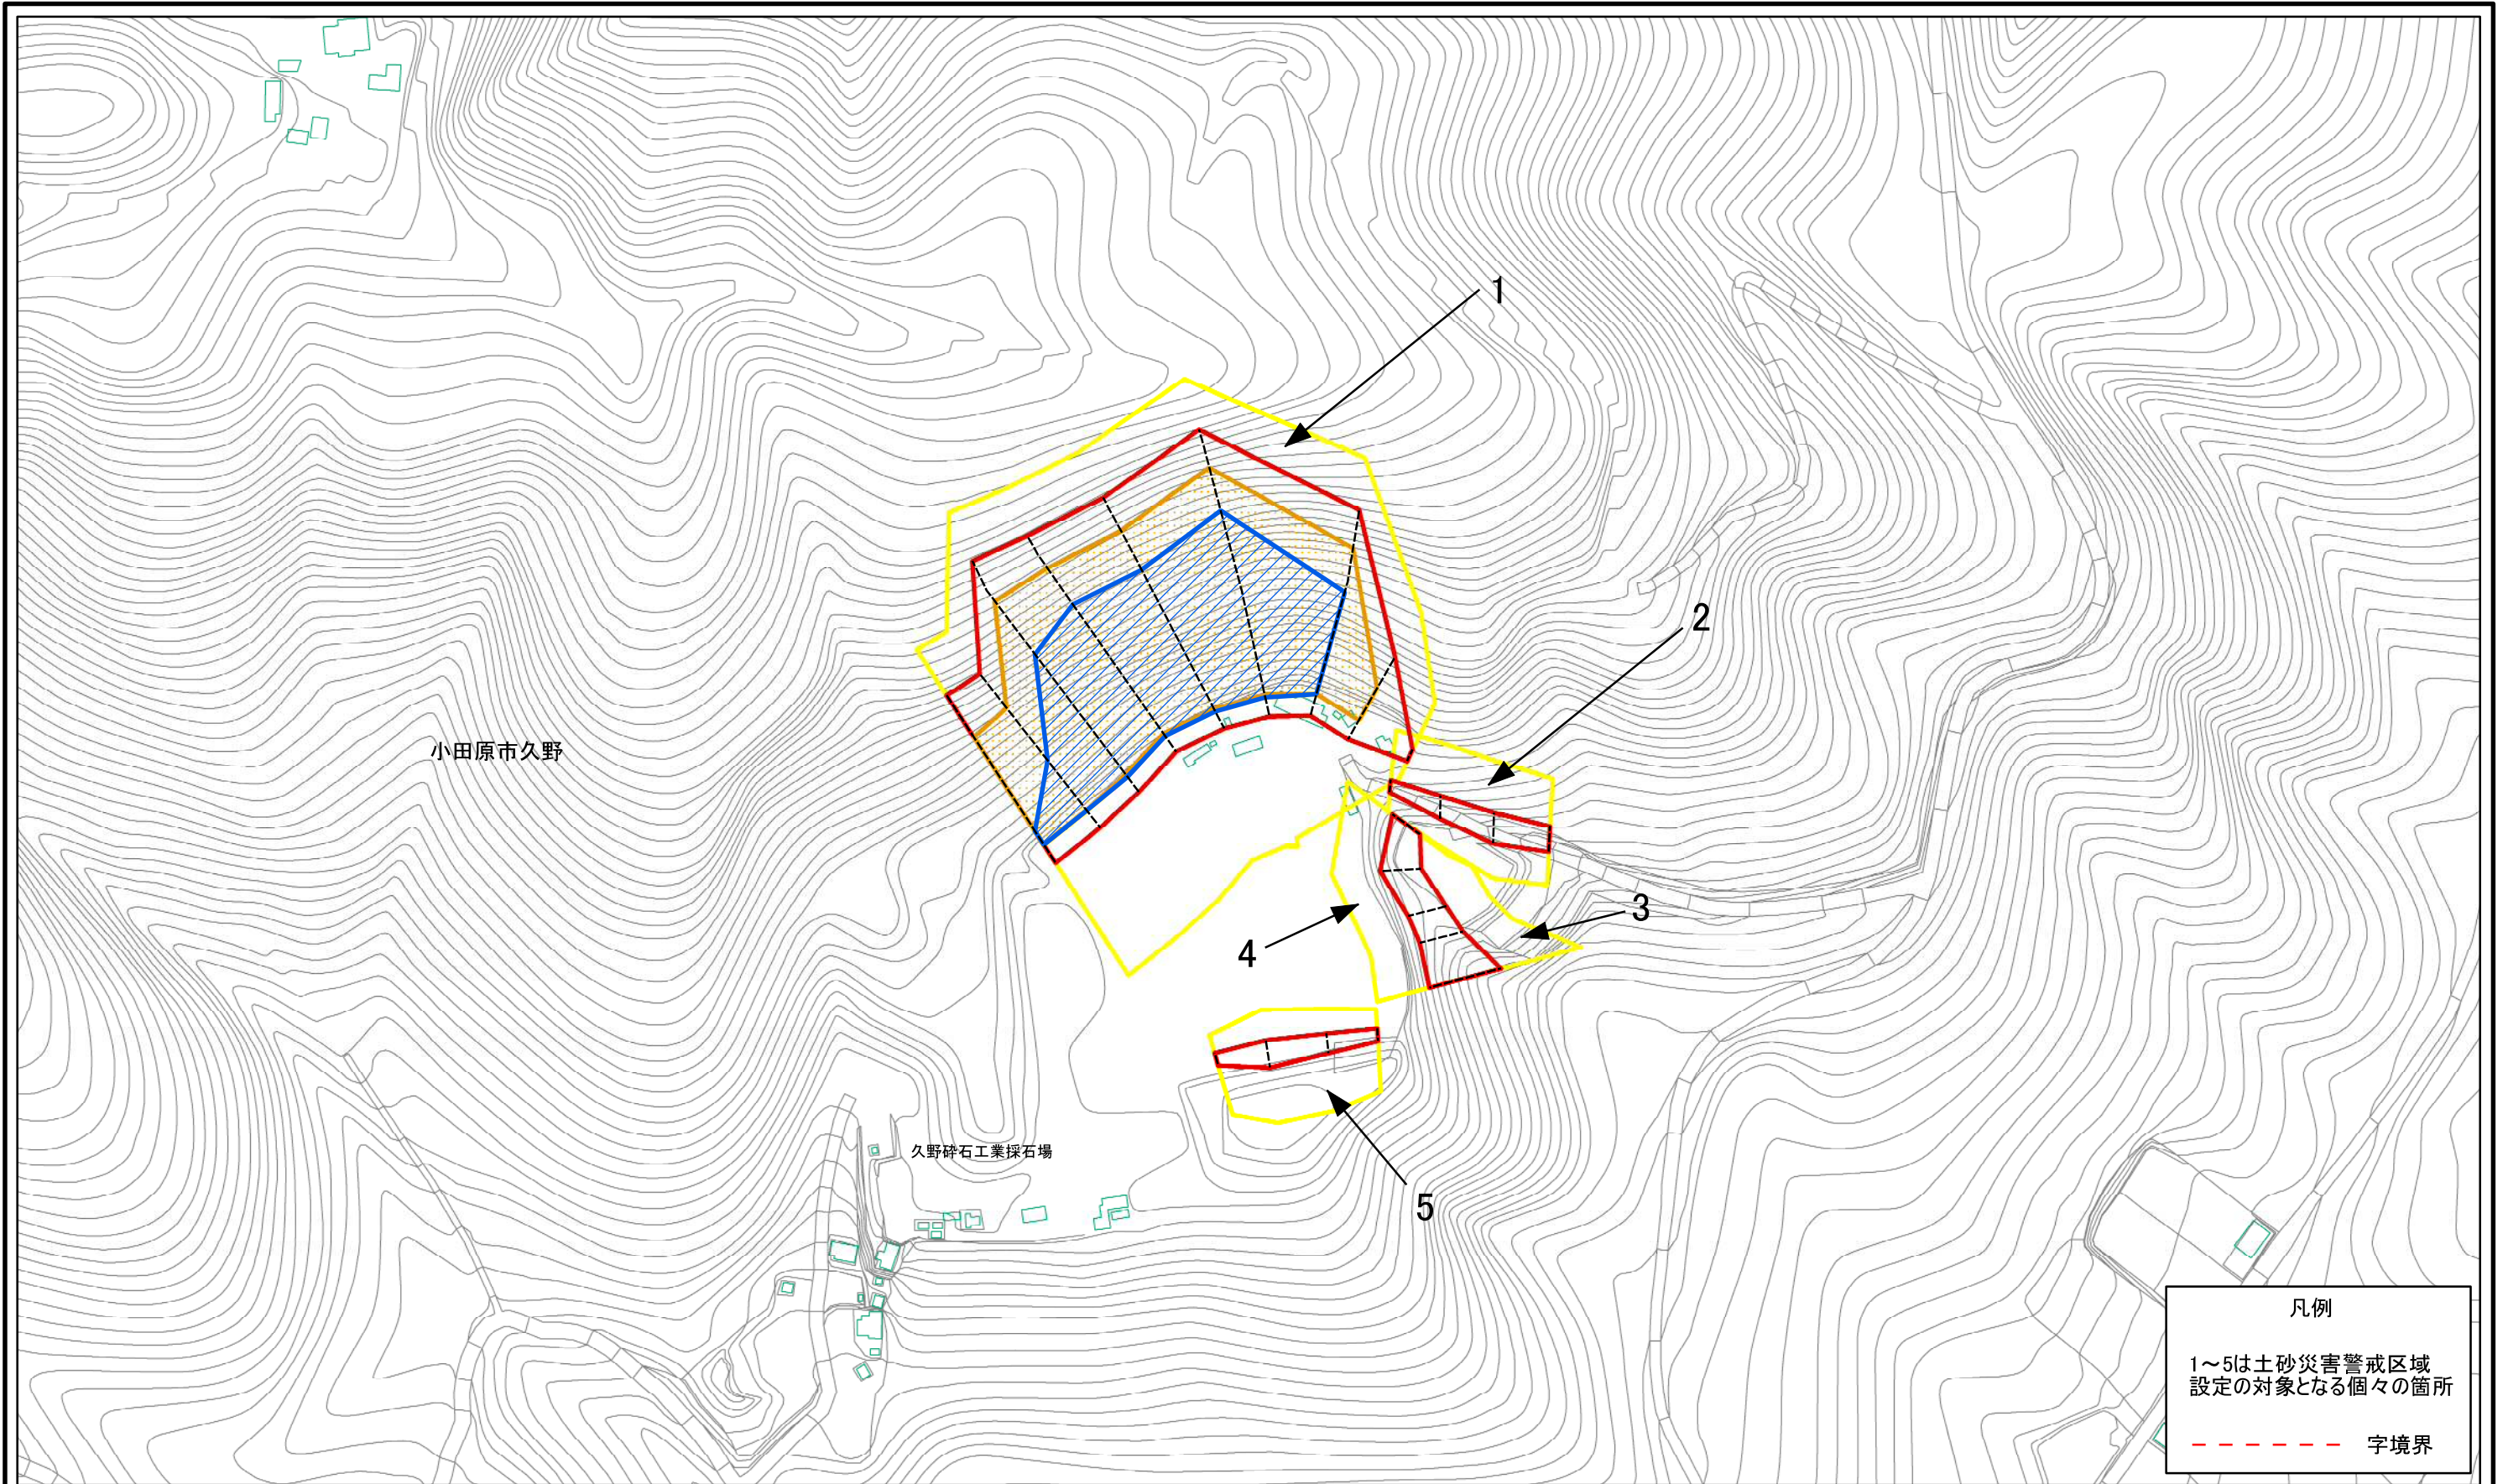 1
2
小田原市久野
3
4
久野砕石工業採石場
5
凡例
1～5は土砂災害警戒区域
設定の対象となる個々の箇所
字境界